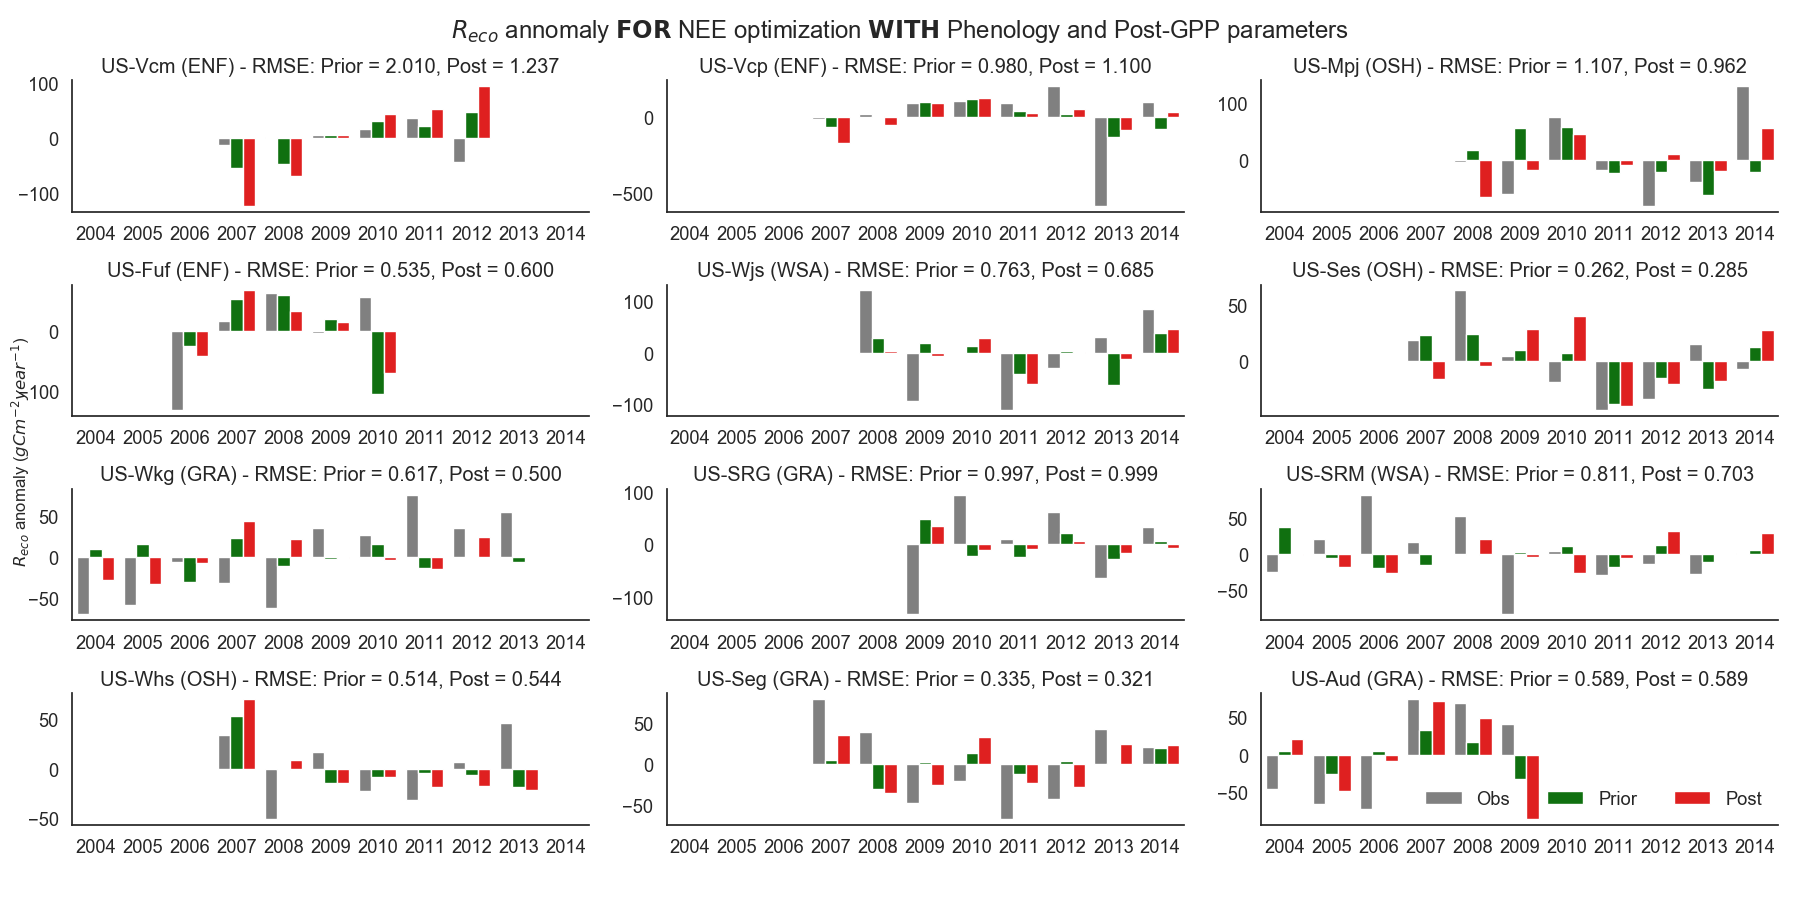 R_eco annomaly FOR NEE optimization WITH Phenology and Post-GPP parameters
US-Vcm (ENF) - RMSE: Prior = 2.010, Post = 1.237
100
0
−100
2004 2005 2006 2007 2008 2009 2010 2011 2012 2013 2014
US-Vcp (ENF) - RMSE: Prior = 0.980, Post = 1.100
0
−500
2004 2005 2006 2007 2008 2009 2010 2011 2012 2013 2014
US-Mpj (OSH) - RMSE: Prior = 1.107, Post = 0.962
100
0
2004 2005 2006 2007 2008 2009 2010 2011 2012 2013 2014
US-Fuf (ENF) - RMSE: Prior = 0.535, Post = 0.600
0
100
2004 2005 2006 2007 2008 2009 2010 2011 2012 2013 2014
US-Wjs (WSA) - RMSE: Prior = 0.763, Post = 0.685
100
0
−100
2004 2005 2006 2007 2008 2009 2010 2011 2012 2013 2014
US-Ses (OSH) - RMSE: Prior = 0.262, Post = 0.285
50
0
2004 2005 2006 2007 2008 2009 2010 2011 2012 2013 2014
R_eco anomaly (gCm⁻²year⁻¹)
US-Wkg (GRA) - RMSE: Prior = 0.617, Post = 0.500
50
0
−50
2004 2005 2006 2007 2008 2009 2010 2011 2012 2013 2014
US-SRG (GRA) - RMSE: Prior = 0.997, Post = 0.999
100
0
−100
2004 2005 2006 2007 2008 2009 2010 2011 2012 2013 2014
US-SRM (WSA) - RMSE: Prior = 0.811, Post = 0.703
50
0
−50
2004 2005 2006 2007 2008 2009 2010 2011 2012 2013 2014
US-Whs (OSH) - RMSE: Prior = 0.514, Post = 0.544
50
0
−50
2004 2005 2006 2007 2008 2009 2010 2011 2012 2013 2014
US-Seg (GRA) - RMSE: Prior = 0.335, Post = 0.321
50
0
−50
2004 2005 2006 2007 2008 2009 2010 2011 2012 2013 2014
US-Aud (GRA) - RMSE: Prior = 0.589, Post = 0.589
50
0
−50
Obs Prior Post
2004 2005 2006 2007 2008 2009 2010 2011 2012 2013 2014